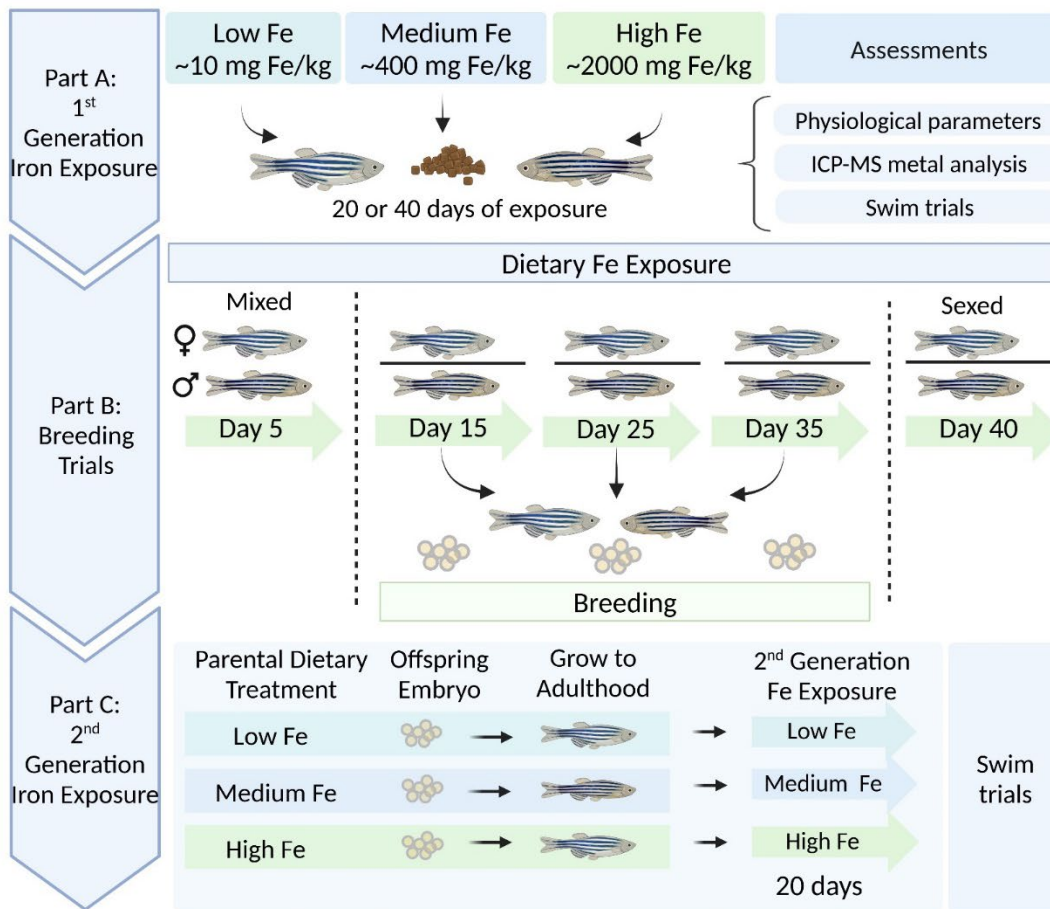 Part A:
1st
Generation
Iron Exposure
Low Fe
~10 mg Fe/kg
Medium Fe
~400 mg Fe/kg
High Fe
~2000 mg Fe/kg
Assessments
Physiological parameters
ICP-MS metal analysis
Swim trials
20 or 40 days of exposure
Part B:
Breeding
Trials
Dietary Fe Exposure
Mixed
Sexed
♀
♂
Day 5
Day 15
Day 25
Day 35
Day 40
Breeding
Part C:
2nd
Generation
Iron Exposure
Parental Dietary
Treatment
Offspring
Embryo
Grow to
Adulthood
2nd Generation
Fe Exposure
Low Fe
Low Fe
Medium Fe
Medium Fe
High Fe
High Fe
20 days
Swim
trials